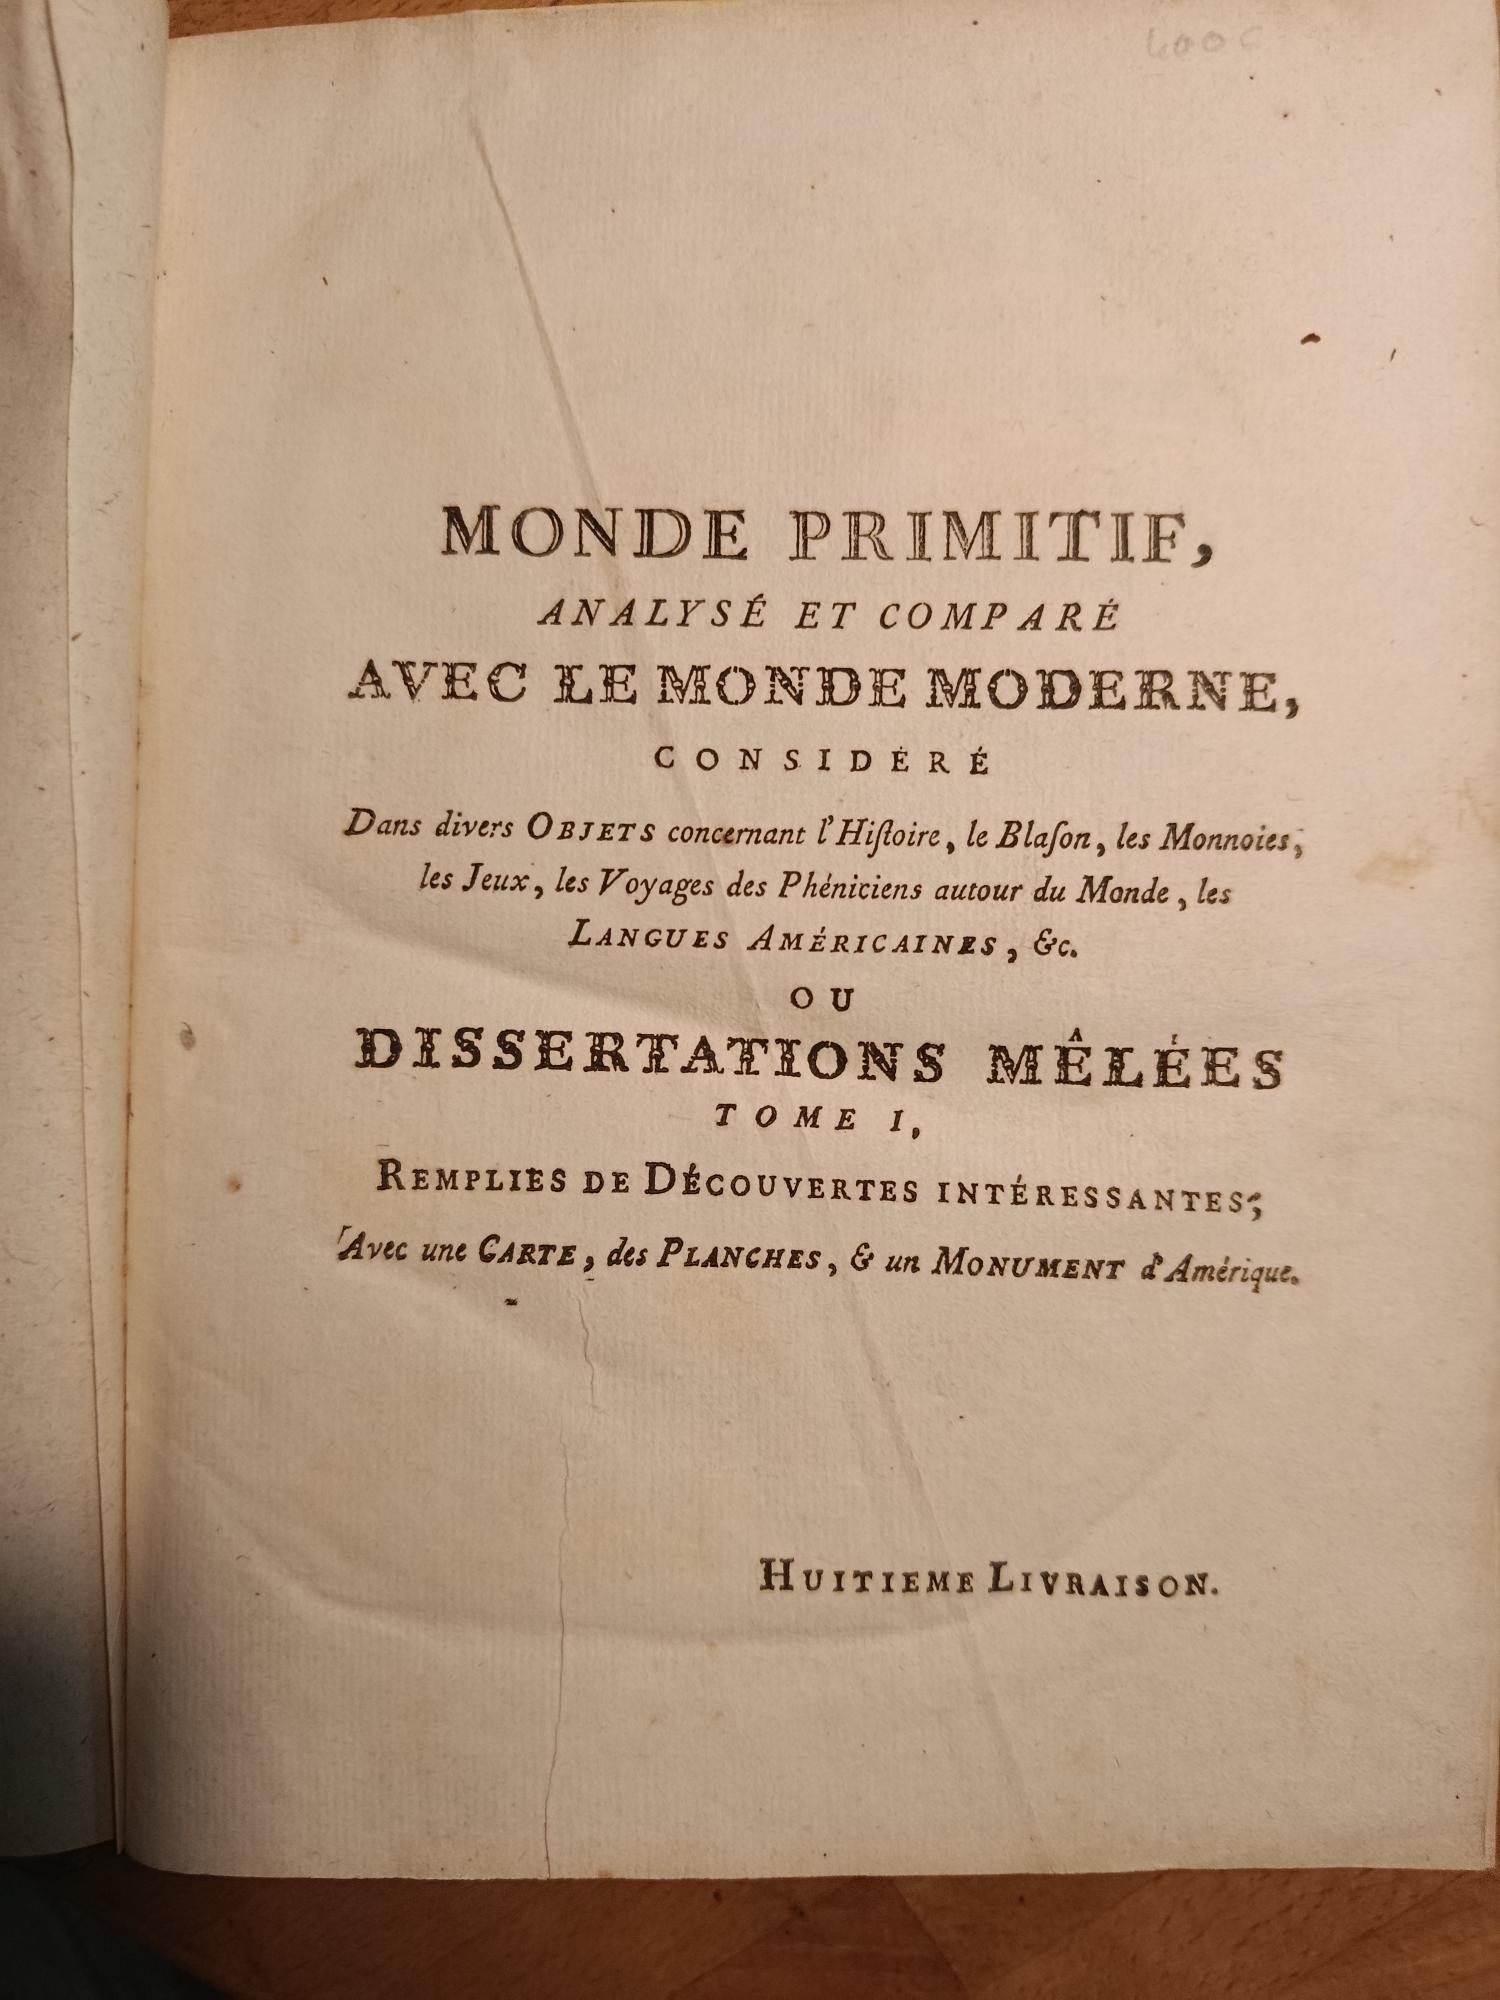 MONDE PRIMITIF,
ANALYSÉ ET COMPARÉ
AVEC LE MONDE MODERNE,
CONSIDÉRÉ
Dans divers OBJETS concernant l'Hiſtoire, le Blaſon, les Monnoies,
les Jeux, les Voyages des Phéniciens autour du Monde, les
LANGUES AMÉRICAINES, &c.
OU
DISSERTATIONS MÊLÉES
TOME I,
REMPLIES DE DÉCOUVERTES INTÉRESSANTES;
Avec une CARTE, des PLANCHES, & un MONUMENT d'Amérique.
HUITIEME LIVRAISON.